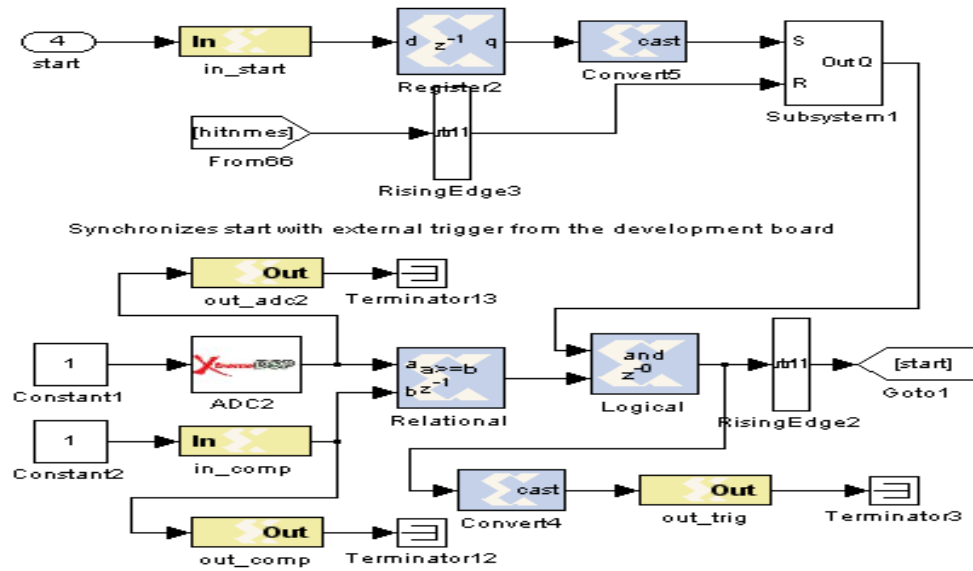 4
start
In
in_start
d z⁻¹ q
Register2
cast
Convert5
S
R
OutQ
Subsystem1
[hitnmes]
From66
RisingEdge3
Synchronizes start with external trigger from the development board
Out
out_adc2
Terminator13
1
Constant1
XtremeDSP
ADC2
a
b
a>=b
z⁻¹
Relational
and
z⁻⁰
Logical
RisingEdge2
[start]
Goto1
1
Constant2
In
in_comp
cast
Convert4
Out
out_trig
Terminator3
Out
out_comp
Terminator12